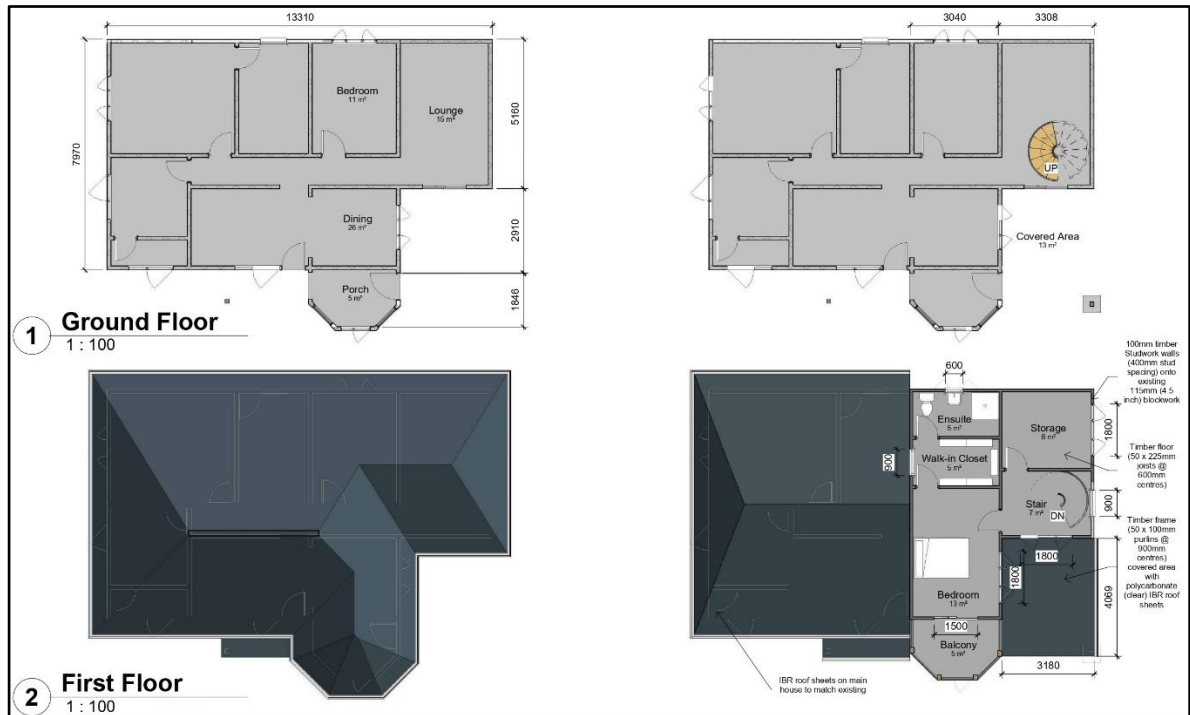 13310
3040
3308
7970
Bedroom
11 m²
Lounge
15 m²
5160
UP
Dining
26 m²
2910
Covered Area
13 m²
Porch
5 m²
1846
1
Ground Floor
1 : 100
100mm timber
Studwork walls
(400mm stud
spacing) onto
existing
115mm (4.5
inch) blockwork
600
Ensuite
5 m²
Storage
8 m²
1800
Walk-in Closet
5 m²
900
Timber floor
(50 x 225mm
joists @
600mm
centres)
Stair
7 m²
DN
900
Timber frame
(50 x 100mm
purlins @
900mm
centres)
covered area
with
polycarbonate
(clear) IBR roof
sheets
1800
1800
4069
Bedroom
13 m²
1500
Balcony
5 m²
3180
IBR roof sheets on main
house to match existing
2
First Floor
1 : 100